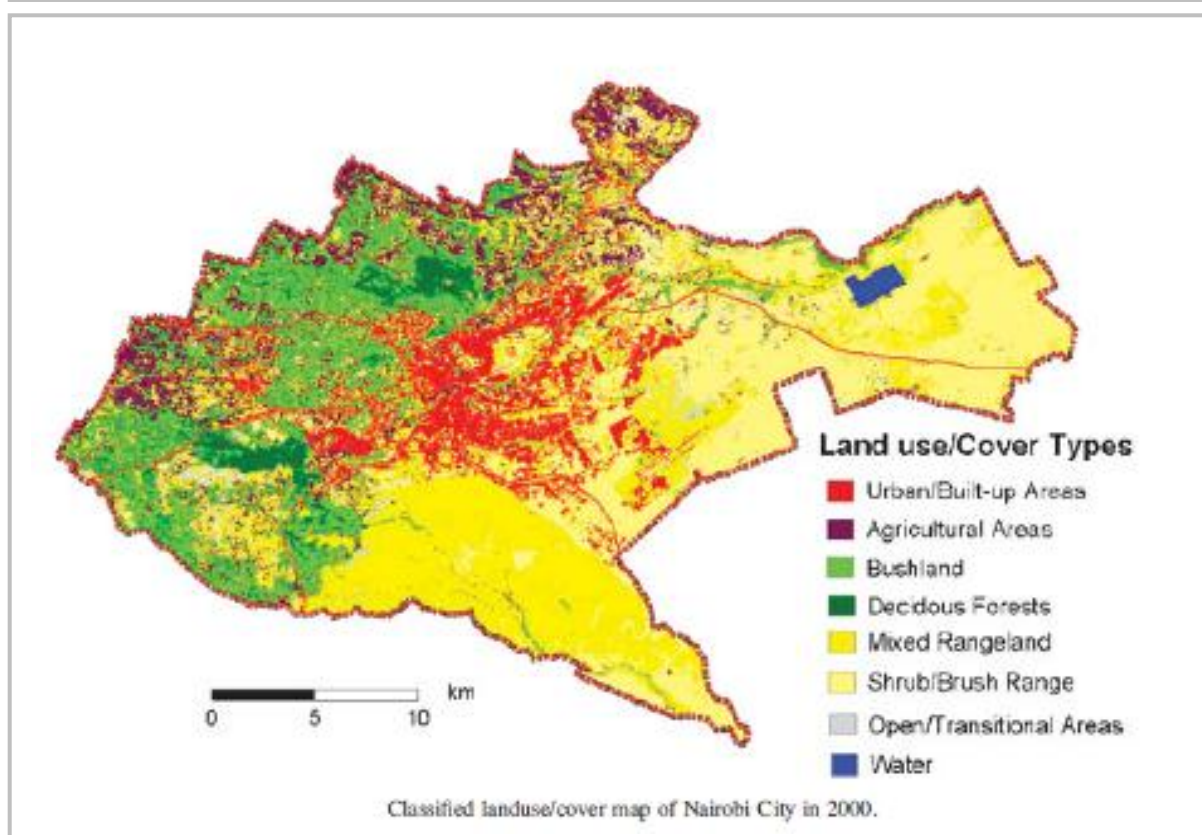 Land use/Cover Types
Urban/Built-up Areas
Agricultural Areas
Bushland
Decidous Forests
Mixed Rangeland
Shrub/Brush Range
Open/Transitional Areas
Water
km
0 5 10
Classified landuse/cover map of Nairobi City in 2000.